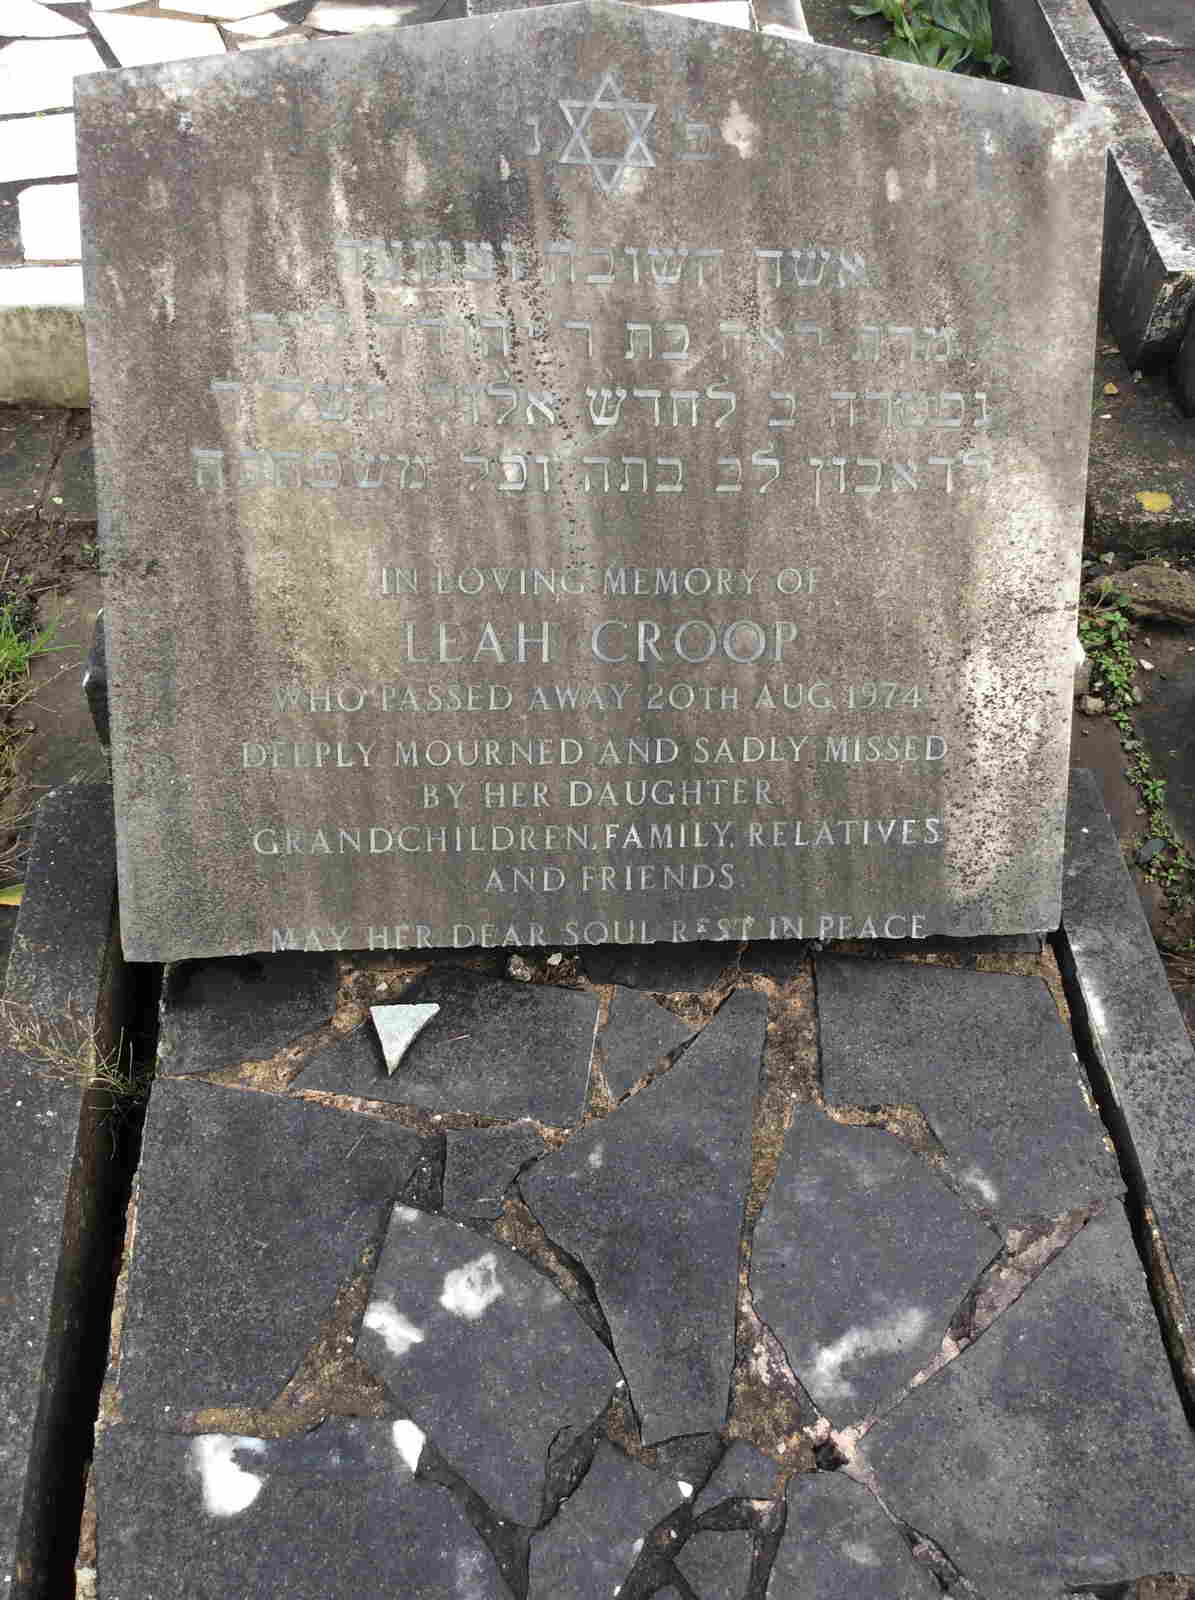 פ נ
אשה חשובה וצנועה
מרת לאה בת ר יהודה ליב
נפטרה ב לחדש אלול תשל ד
לדאבון לב בתה וכל משפחתה
IN LOVING MEMORY OF
LEAH CROOP
WHO PASSED AWAY 20TH AUG. 1974
DEEPLY MOURNED AND SADLY MISSED
BY HER DAUGHTER,
GRANDCHILDREN, FAMILY, RELATIVES
AND FRIENDS.
MAY HER DEAR SOUL REST IN PEACE